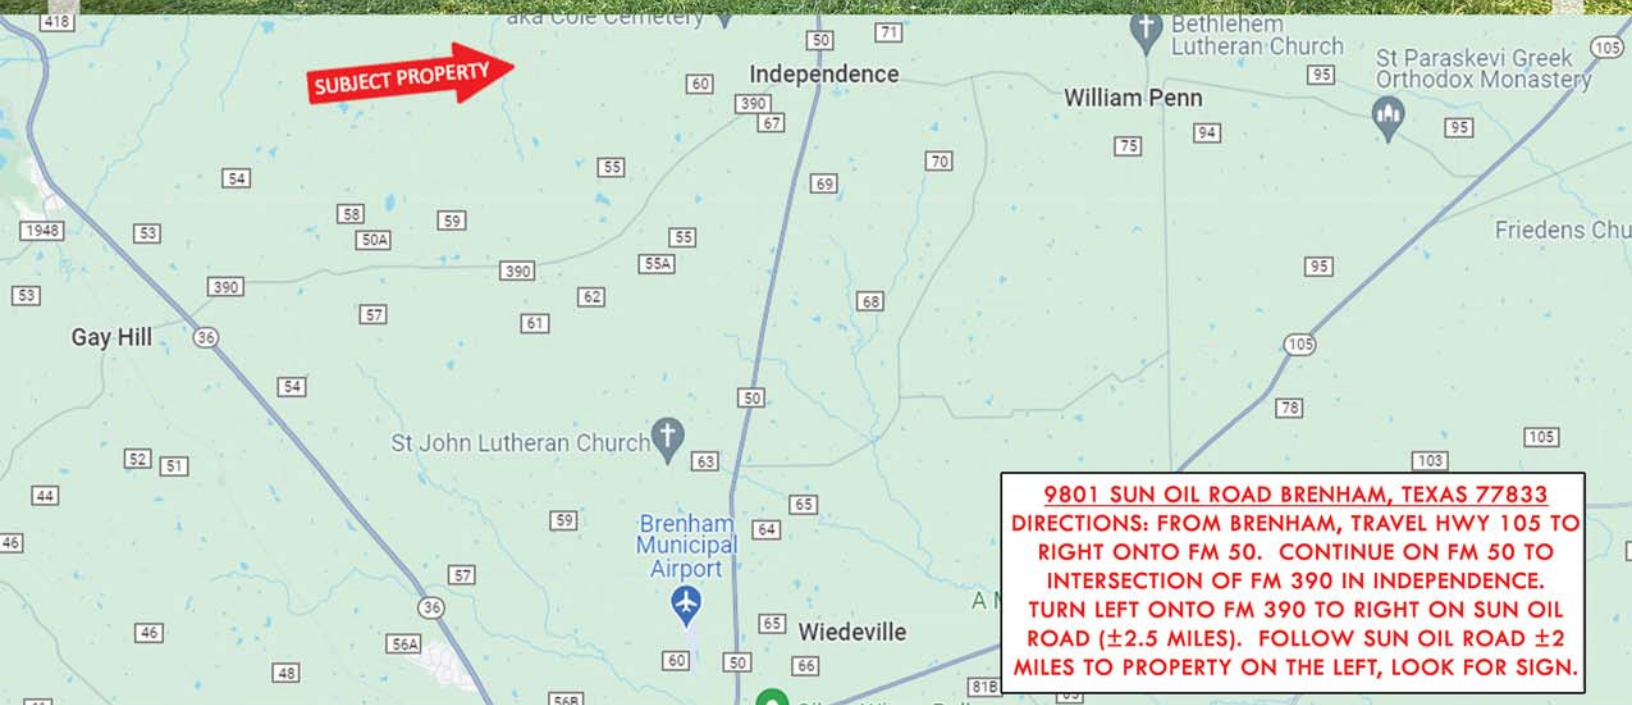 418
aka Cole Cemetery
50
71
Bethlehem
Lutheran Church
105
St Paraskevi Greek
Orthodox Monastery
SUBJECT PROPERTY
60
Independence
95
390
67
William Penn
94
95
75
55
70
54
69
58
59
1948
53
50A
55
Friedens Chu
55A
95
390
390
53
62
68
57
61
Gay Hill
36
105
54
50
78
St John Lutheran Church
105
52
51
63
103
44
65
59
Brenham
Municipal
Airport
64
46
57
36
A
65
Wiedeville
46
56A
60
50
66
48
81B
56B
9801 SUN OIL ROAD BRENHAM, TEXAS 77833
DIRECTIONS: FROM BRENHAM, TRAVEL HWY 105 TO
RIGHT ONTO FM 50. CONTINUE ON FM 50 TO
INTERSECTION OF FM 390 IN INDEPENDENCE.
TURN LEFT ONTO FM 390 TO RIGHT ON SUN OIL
ROAD (±2.5 MILES). FOLLOW SUN OIL ROAD ±2
MILES TO PROPERTY ON THE LEFT, LOOK FOR SIGN.